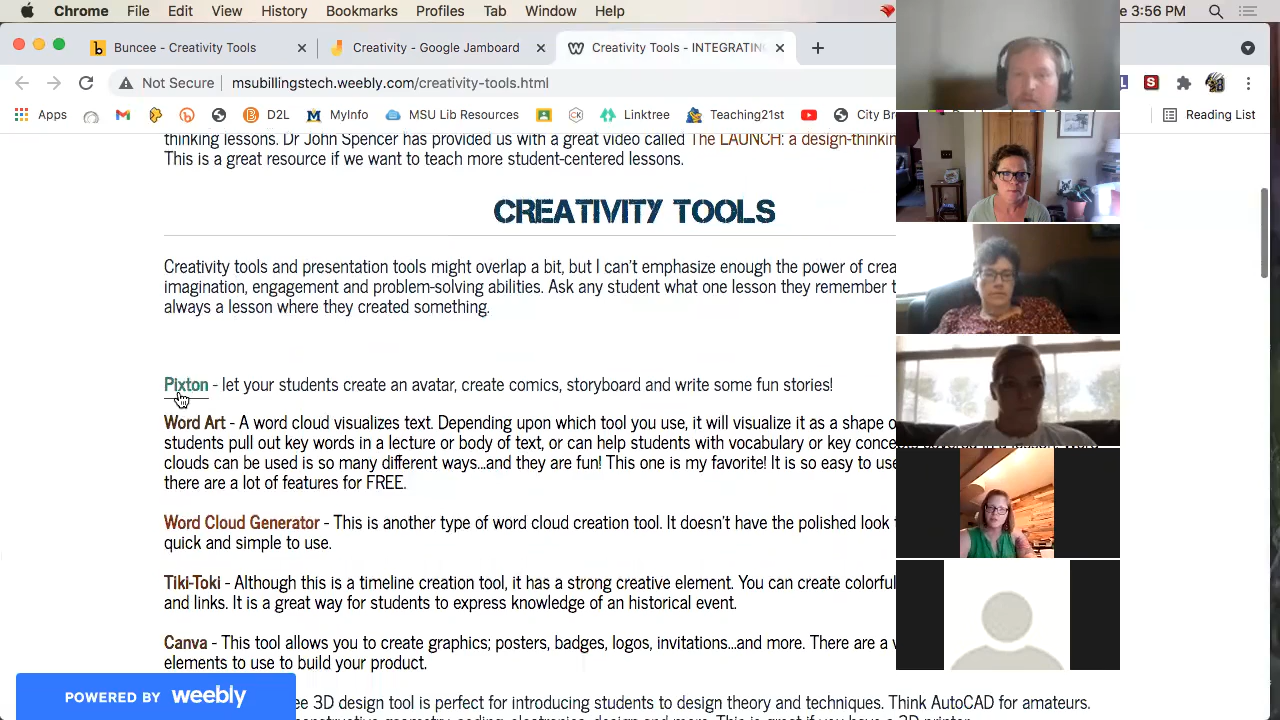 Chrome File Edit View History Bookmarks Profiles Tab Window Help
e 3:56 PM
Buncee - Creativity Tools
Creativity - Google Jamboard
Creativity Tools - INTEGRATING
Not Secure msubillingstech.weebly.com/creativity-tools.html
Apps
D2L
MyInfo
MSU Lib Resources
Linktree
Teaching21st
City Br
Reading List
thinking lessons. Dr John Spencer has provided us with a great video called The LAUNCH: a design-thinkin
This is a great resource if we want to teach more student-centered lessons.
CREATIVITY TOOLS
Creativity tools and presentation tools might overlap a bit, but I can't emphasize enough the power of crea
imagination, engagement and problem-solving abilities. Ask any student what one lesson they remember t
always a lesson where they created something.
Pixton - let your students create an avatar, create comics, storyboard and write some fun stories!
Word Art - A word cloud visualizes text. Depending upon which tool you use, it will visualize it as a shape o
students pull out key words in a lecture or body of text, or can help students with vocabulary or key conce
clouds can be used is so many different ways...and they are fun! This one is my favorite! It is so easy to use
there are a lot of features for FREE.
Word Cloud Generator - This is another type of word cloud creation tool. It doesn't have the polished look
quick and simple to use.
Tiki-Toki - Although this is a timeline creation tool, it has a strong creative element. You can create colorful
and links. It is a great way for students to express knowledge of an historical event.
Canva - This tool allows you to create graphics; posters, badges, logos, invitations...and more. There are a v
elements to use to build your product.
ee 3D design tool is perfect for introducing students to design theory and techniques. Think AutoCAD for amateurs.
POWERED BY weebly